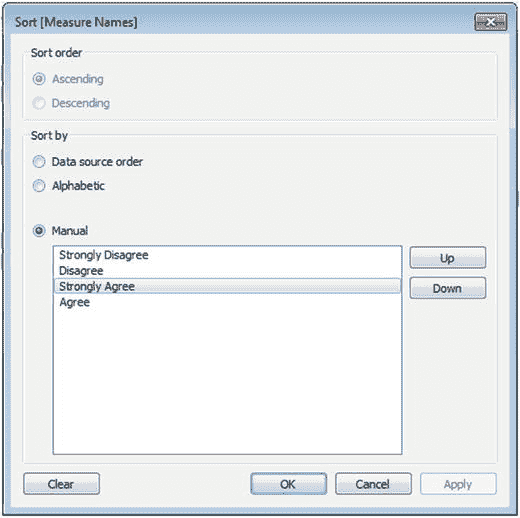 Sort [Measure Names]
Sort order
Ascending
Descending
Sort by
Data source order
Alphabetic
Manual
Strongly Disagree
Disagree
Strongly Agree
Agree
Up
Down
Clear
OK
Cancel
Apply